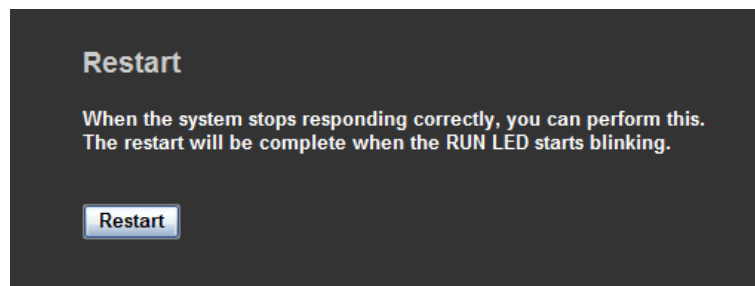 Restart
When the system stops responding correctly, you can perform this.
The restart will be complete when the RUN LED starts blinking.
Restart